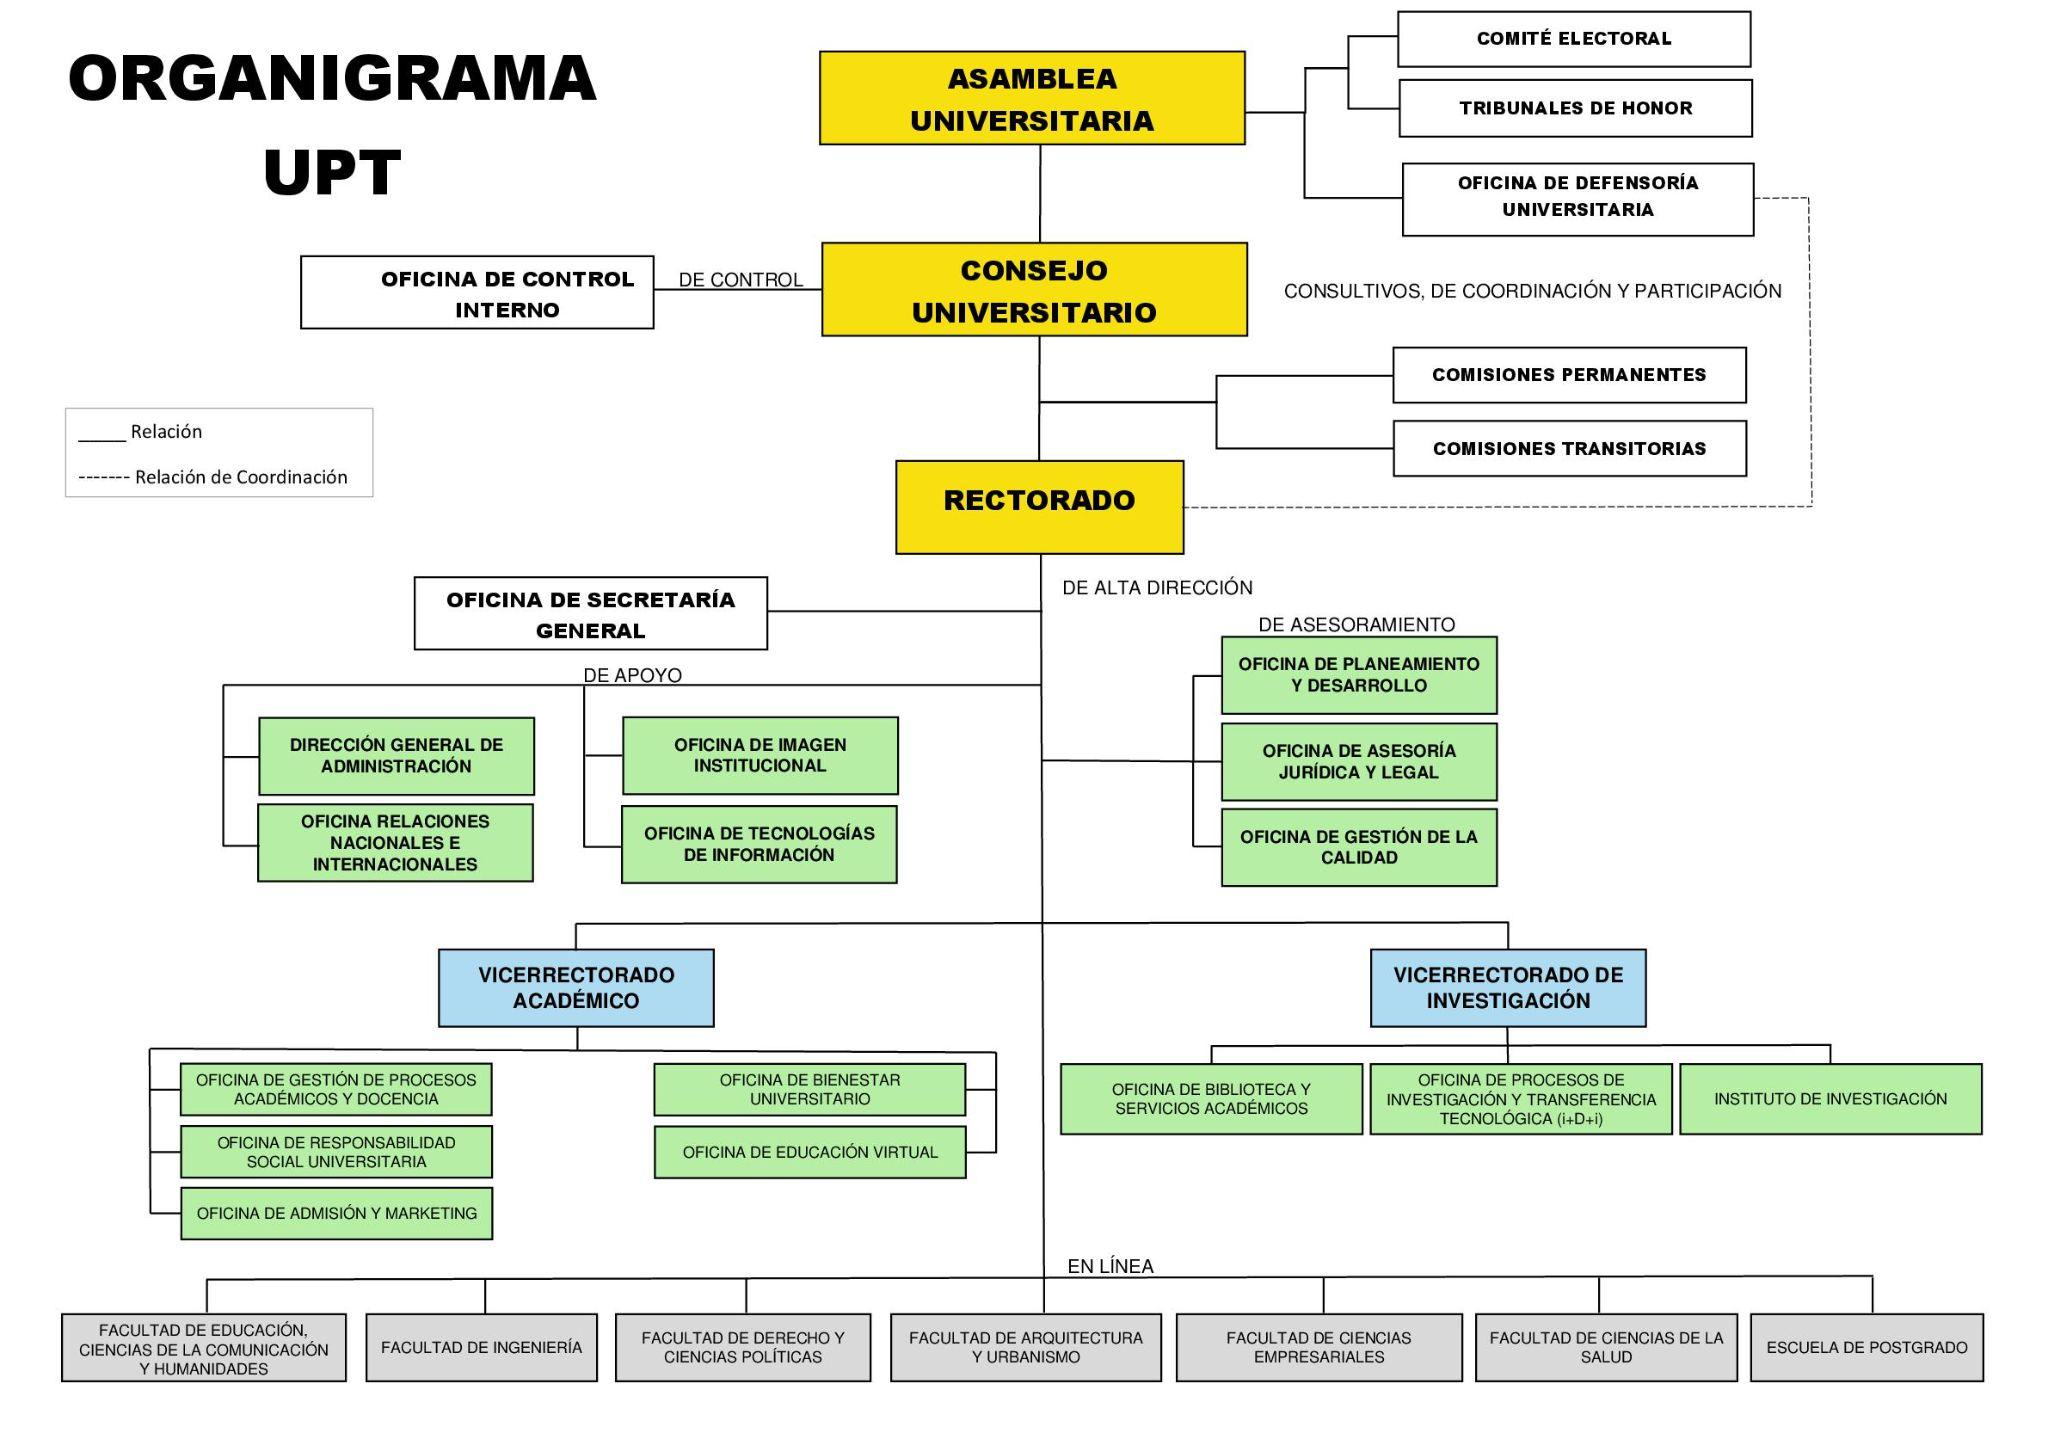 ORGANIGRAMA
UPT
ASAMBLEA
UNIVERSITARIA
COMITÉ ELECTORAL
TRIBUNALES DE HONOR
OFICINA DE DEFENSORÍA
UNIVERSITARIA
OFICINA DE CONTROL
INTERNO
DE CONTROL
CONSEJO
UNIVERSITARIO
CONSULTIVOS, DE COORDINACIÓN Y PARTICIPACIÓN
COMISIONES PERMANENTES
COMISIONES TRANSITORIAS
_____ Relación
------- Relación de Coordinación
RECTORADO
DE ALTA DIRECCIÓN
OFICINA DE SECRETARÍA
GENERAL
DE APOYO
DE ASESORAMIENTO
DIRECCIÓN GENERAL DE
ADMINISTRACIÓN
OFICINA RELACIONES
NACIONALES E
INTERNACIONALES
OFICINA DE IMAGEN
INSTITUCIONAL
OFICINA DE TECNOLOGÍAS
DE INFORMACIÓN
OFICINA DE PLANEAMIENTO
Y DESARROLLO
OFICINA DE ASESORÍA
JURÍDICA Y LEGAL
OFICINA DE GESTIÓN DE LA
CALIDAD
VICERRECTORADO
ACADÉMICO
VICERRECTORADO DE
INVESTIGACIÓN
OFICINA DE GESTIÓN DE PROCESOS
ACADÉMICOS Y DOCENCIA
OFICINA DE RESPONSABILIDAD
SOCIAL UNIVERSITARIA
OFICINA DE ADMISIÓN Y MARKETING
OFICINA DE BIENESTAR
UNIVERSITARIO
OFICINA DE EDUCACIÓN VIRTUAL
OFICINA DE BIBLIOTECA Y
SERVICIOS ACADÉMICOS
OFICINA DE PROCESOS DE
INVESTIGACIÓN Y TRANSFERENCIA
TECNOLÓGICA (i+D+i)
INSTITUTO DE INVESTIGACIÓN
EN LÍNEA
FACULTAD DE EDUCACIÓN,
CIENCIAS DE LA COMUNICACIÓN
Y HUMANIDADES
FACULTAD DE INGENIERÍA
FACULTAD DE DERECHO Y
CIENCIAS POLÍTICAS
FACULTAD DE ARQUITECTURA
Y URBANISMO
FACULTAD DE CIENCIAS
EMPRESARIALES
FACULTAD DE CIENCIAS DE LA
SALUD
ESCUELA DE POSTGRADO